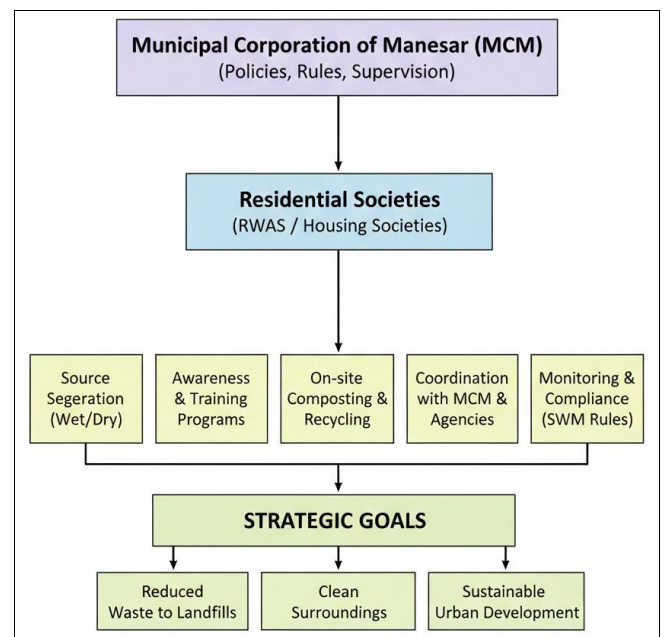 Municipal Corporation of Manesar (MCM)
(Policies, Rules, Supervision)
Residential Societies
(RWAS / Housing Societies)
Source
Segeration
(Wet/Dry)
Awareness
& Training
Programs
On-site
Composting &
Recycling
Coordination
with MCM &
Agencies
Monitoring &
Compliance
(SWM Rules)
STRATEGIC GOALS
Reduced
Waste to Landfills
Clean
Surroundings
Sustainable
Urban Development